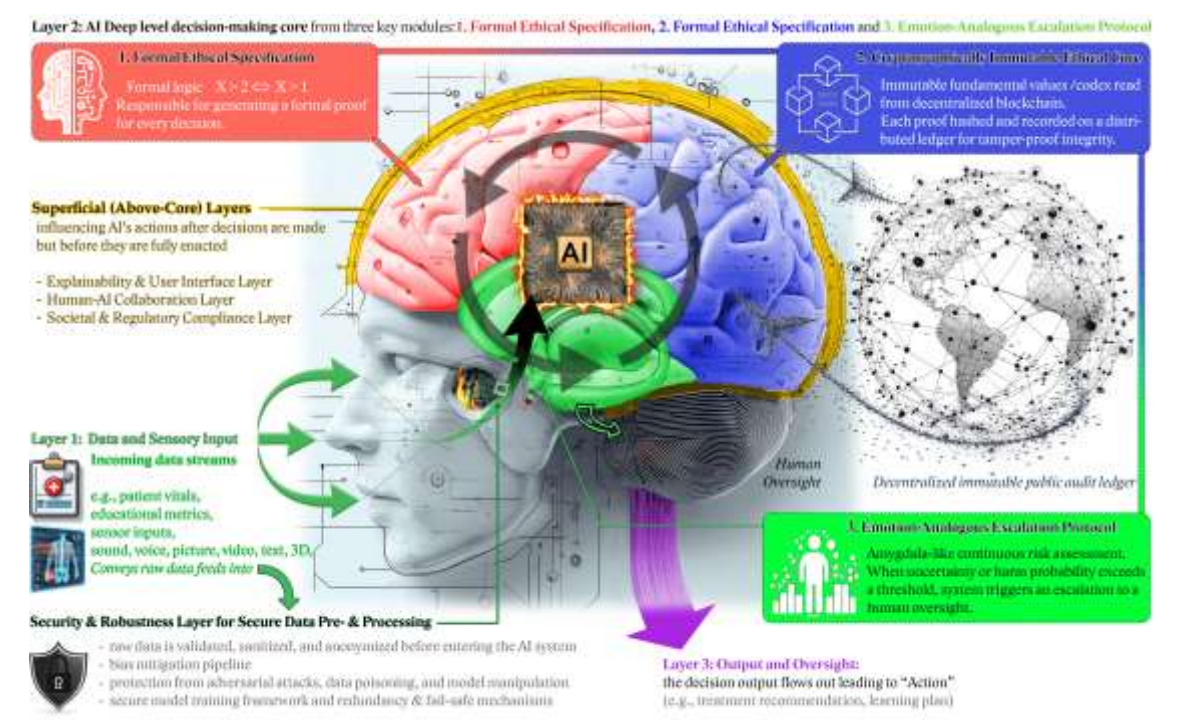 Layer 2: AI Deep level decision-making core from three key modules:1. Formal Ethical Specification, 2. Formal Ethical Specification and 3. Emotion-Analogous Escalation Protocol
1. Formal Ethical Specification
Formal logic X > 2 ⇔ X > 1
Responsible for generating a formal proof
for every decision.
2. Cryptographically Immutable Ethical Core
Immutable fundamental values /codex read
from decentralized blockchain.
Each proof hashed and recorded on a distri-
buted ledger for tamper-proof integrity.
Superficial (Above-Core) Layers
influencing AI's actions after decisions are made
but before they are fully enacted
- Explainability & User Interface Layer
- Human-AI Collaboration Layer
- Societal & Regulatory Compliance Layer
AI
Layer 1: Data and Sensory Input
Incoming data streams
e.g., patient vitals,
educational metrics,
sensor inputs,
sound, voice, picture, video, text, 3D,
Conveys raw data feeds into
Human
Oversight
Decentralized immutable public audit ledger
3. Emotion-Analogous Escalation Protocol
Amygdala-like continuous risk assessment.
When uncertainty or harm probability exceeds
a threshold, system triggers an escalation to a
human oversight.
Security & Robustness Layer for Secure Data Pre- & Processing
- raw data is validated, sanitized, and anonymized before entering the AI system
- bias mitigation pipeline
- protection from adversarial attacks, data poisoning, and model manipulation
- secure model training framework and redundancy & fail-safe mechanisms
Layer 3: Output and Oversight:
the decision output flows out leading to "Action"
(e.g., treatment recommendation, learning plan)